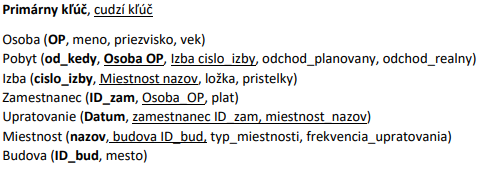 Primárny kľúč, cudzí kľúč
Osoba (OP, meno, priezvisko, vek)
Pobyt (od_kedy, Osoba OP, Izba cislo_izby, odchod_planovany, odchod_realny)
Izba (cislo_izby, Miestnost nazov, ložka, pristelky)
Zamestnanec (ID_zam, Osoba_OP, plat)
Upratovanie (Datum, zamestnanec ID_zam, miestnost_nazov)
Miestnost (nazov, budova ID_bud, typ_miestnosti, frekvencia_upratovania)
Budova (ID_bud, mesto)